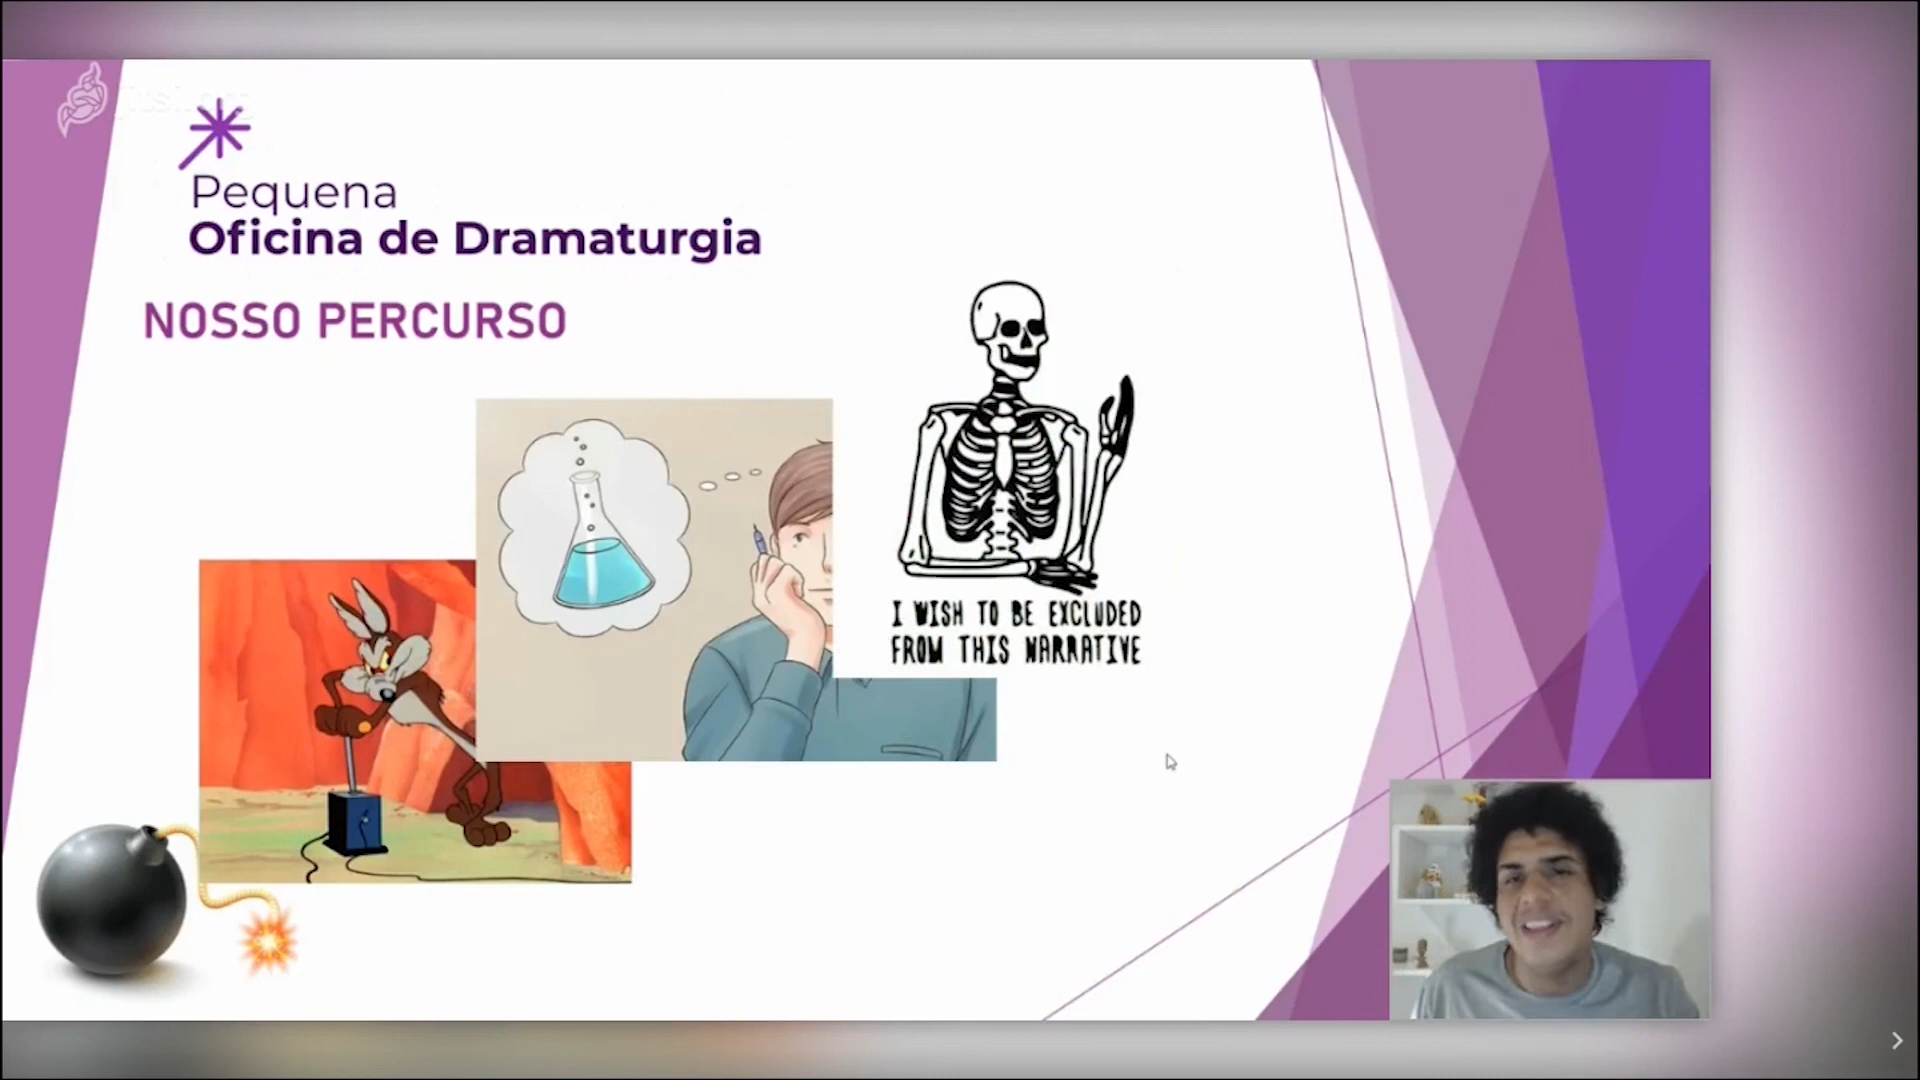 Pequena
Oficina de Dramaturgia
NOSSO PERCURSO
I WISH TO BE EXCLUDED
FROM THIS NARRATIVE